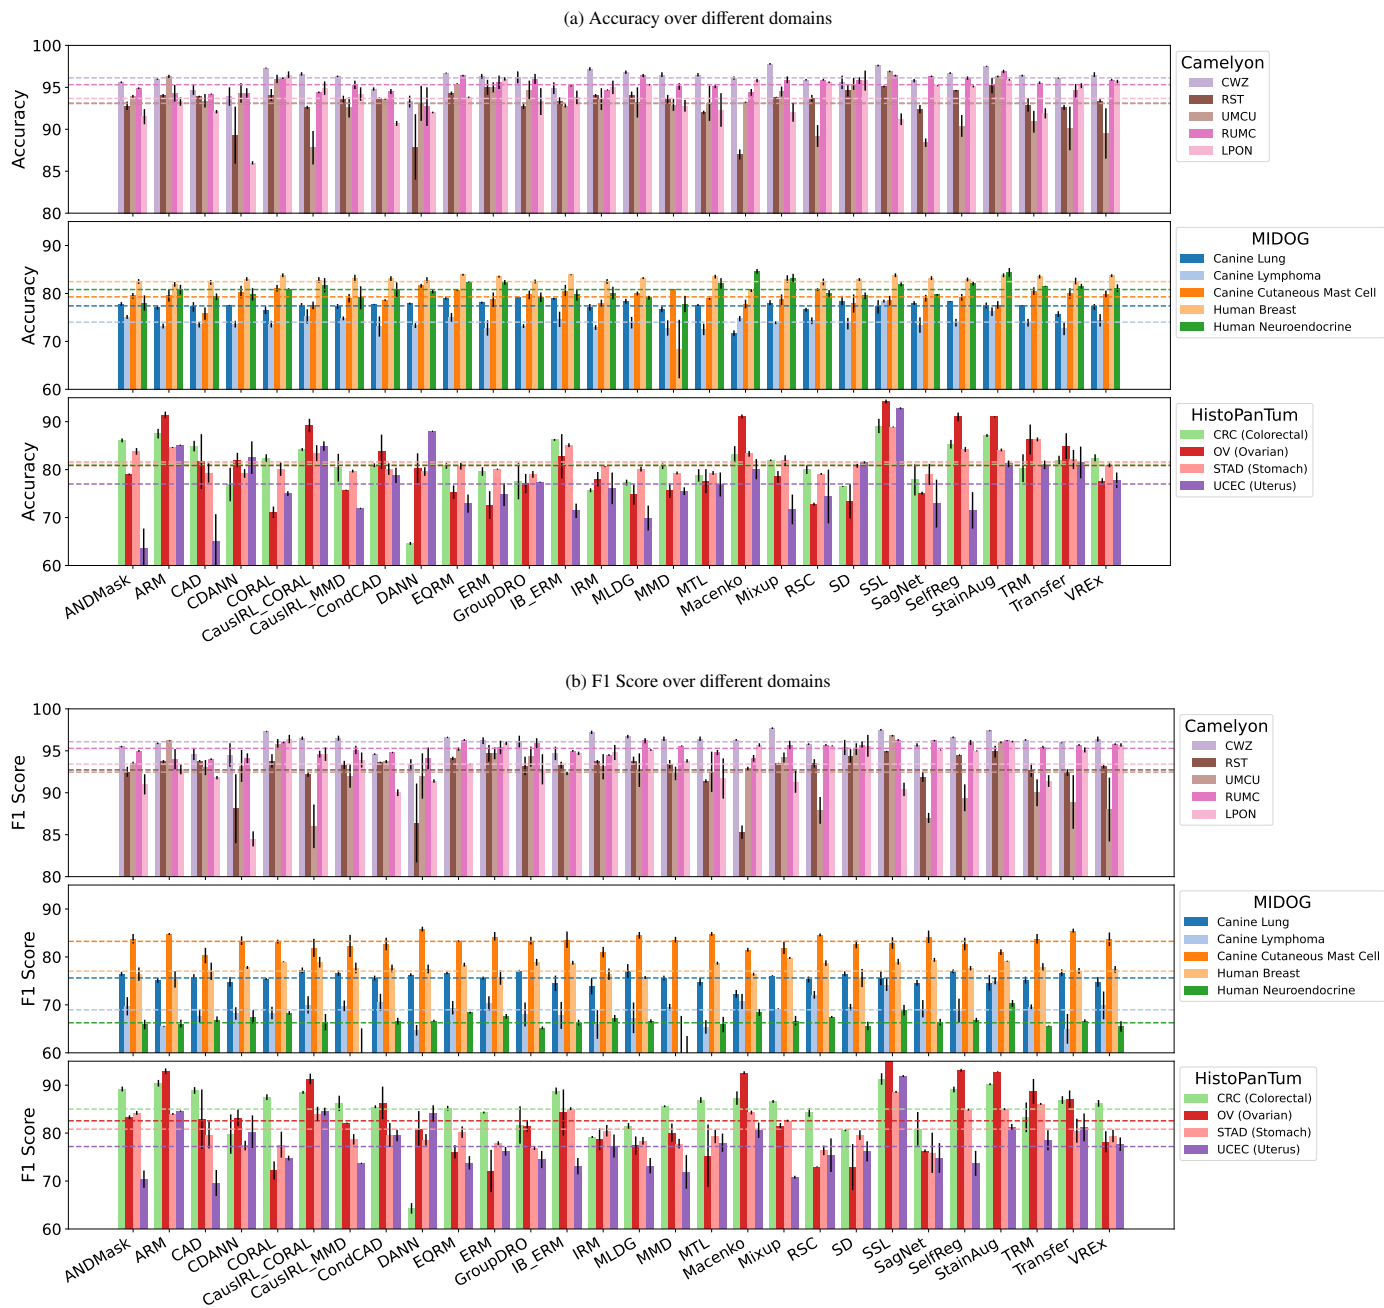 (a) Accuracy over different domains
100
95
90
85
80
Accuracy
Camelyon
CWZ
RST
UMCU
RUMC
LPON
90
80
70
60
Accuracy
MIDOG
Canine Lung
Canine Lymphoma
Canine Cutaneous Mast Cell
Human Breast
Human Neuroendocrine
90
80
70
60
Accuracy
HistoPanTum
CRC (Colorectal)
OV (Ovarian)
STAD (Stomach)
UCEC (Uterus)
ANDMask
ARM
CAD
CDANN
CORAL
CausIRL_CORAL
CausIRL_MMD
CondCAD
DANN
EQRM
ERM
GroupDRO
IB_ERM
IRM
MLDG
MMD
MTL
Macenko
Mixup
RSC
SD
SSL
SagNet
SelfReg
StainAug
TRM
Transfer
VREx
(b) F1 Score over different domains
100
95
90
85
80
F1 Score
Camelyon
CWZ
RST
UMCU
RUMC
LPON
90
80
70
60
F1 Score
MIDOG
Canine Lung
Canine Lymphoma
Canine Cutaneous Mast Cell
Human Breast
Human Neuroendocrine
90
80
70
60
F1 Score
HistoPanTum
CRC (Colorectal)
OV (Ovarian)
STAD (Stomach)
UCEC (Uterus)
ANDMask
ARM
CAD
CDANN
CORAL
CausIRL_CORAL
CausIRL_MMD
CondCAD
DANN
EQRM
ERM
GroupDRO
IB_ERM
IRM
MLDG
MMD
MTL
Macenko
Mixup
RSC
SD
SSL
SagNet
SelfReg
StainAug
TRM
Transfer
VREx